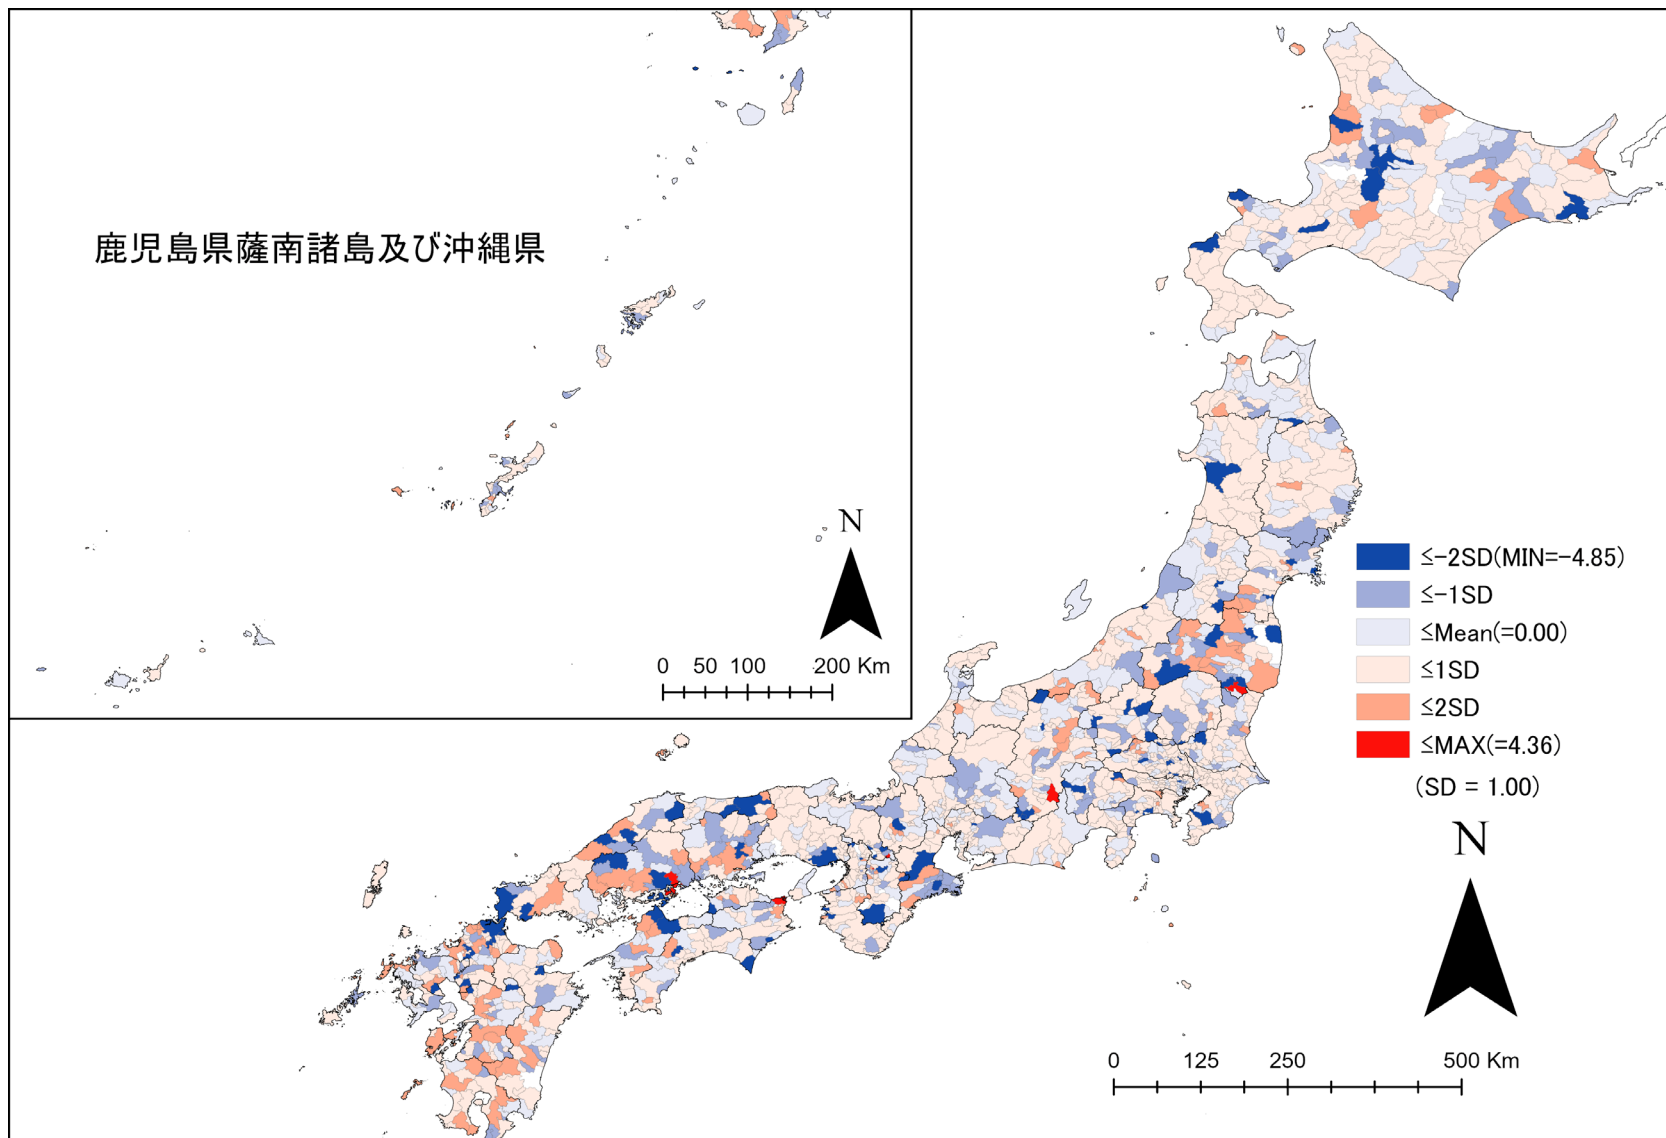 鹿児島県薩南諸島及び沖縄県
N
0 50 100 200 Km
≤-2SD(MIN=-4.85)
≤-1SD
≤Mean(=0.00)
≤1SD
≤2SD
≤MAX(=4.36)
(SD = 1.00)
N
0 125 250 500 Km